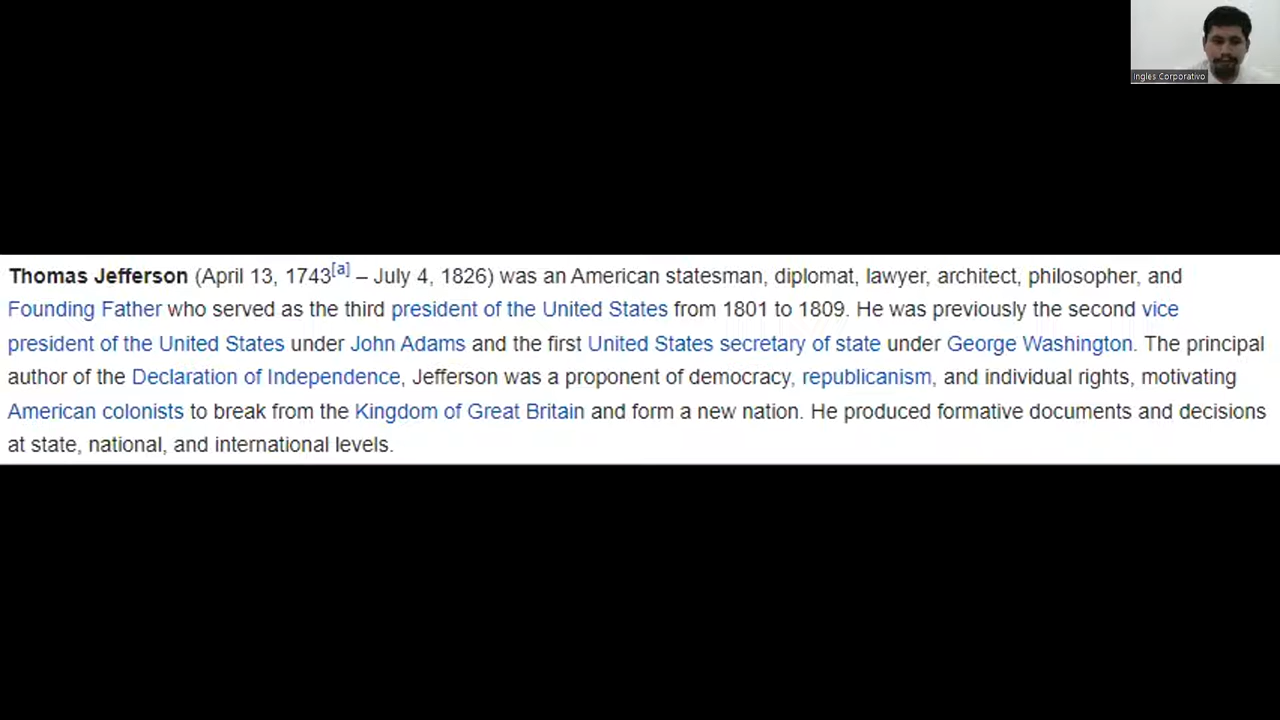 Ingles Corporativo
Thomas Jefferson (April 13, 1743[a] – July 4, 1826) was an American statesman, diplomat, lawyer, architect, philosopher, and
Founding Father who served as the third president of the United States from 1801 to 1809. He was previously the second vice
president of the United States under John Adams and the first United States secretary of state under George Washington. The principal
author of the Declaration of Independence, Jefferson was a proponent of democracy, republicanism, and individual rights, motivating
American colonists to break from the Kingdom of Great Britain and form a new nation. He produced formative documents and decisions
at state, national, and international levels.